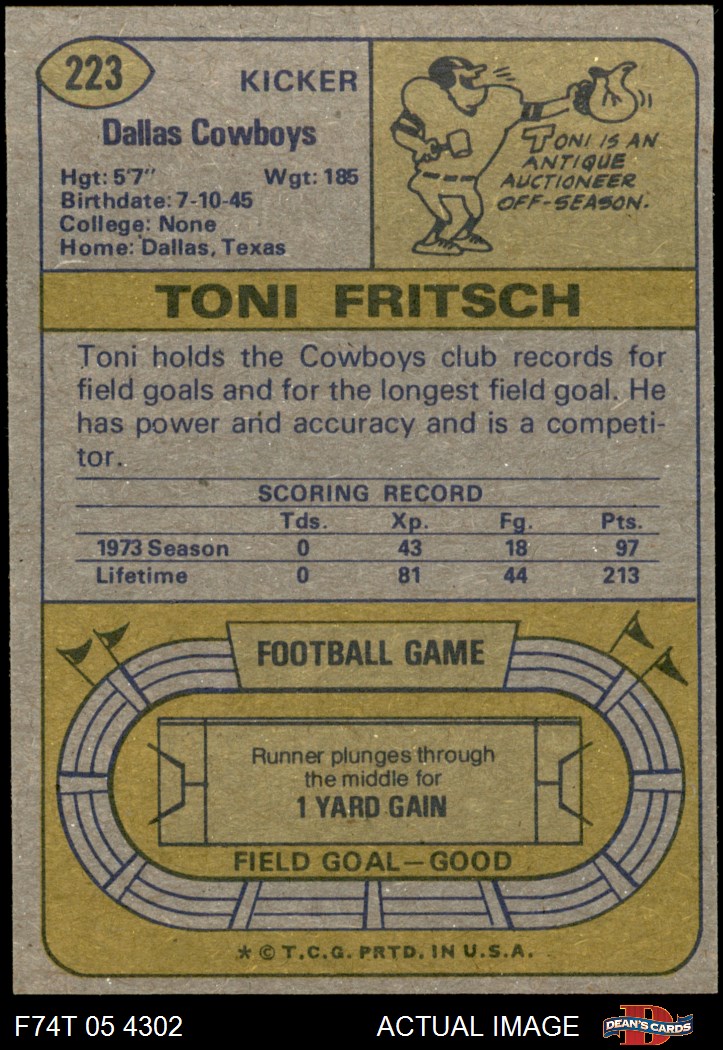 223
KICKER
Dallas Cowboys
Hgt: 5'7" Wgt: 185
Birthdate: 7-10-45
College: None
Home: Dallas, Texas
TONI IS AN
ANTIQUE
AUCTIONEER
OFF-SEASON.
TONI FRITSCH
Toni holds the Cowboys club records for
field goals and for the longest field goal. He
has power and accuracy and is a competi-
tor.
SCORING RECORD
Tds. Xp. Fg. Pts.
1973 Season 0 43 18 97
Lifetime 0 81 44 213
FOOTBALL GAME
Runner plunges through
the middle for
1 YARD GAIN
FIELD GOAL—GOOD
* © T.C.G. PRTD. IN U.S.A.
F74T 05 4302
ACTUAL IMAGE
D
DEAN'S CARDS